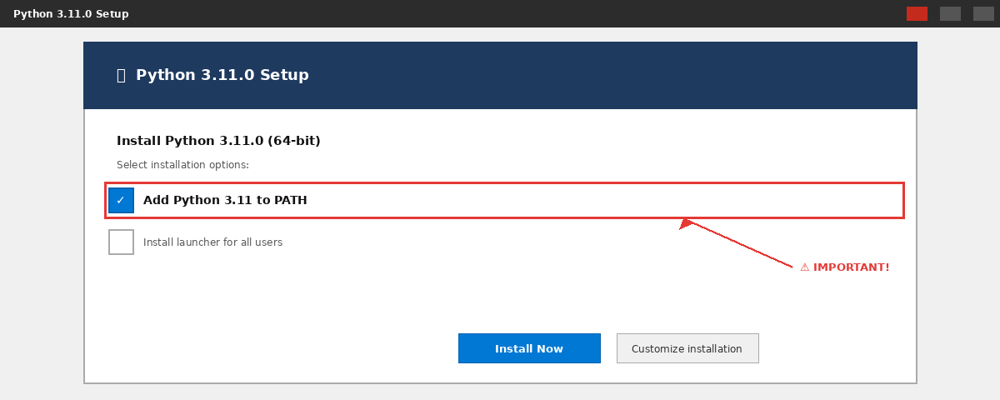 Python 3.11.0 Setup
Python 3.11.0 Setup
Install Python 3.11.0 (64-bit)
Select installation options:
✓ Add Python 3.11 to PATH
Install launcher for all users
⚠ IMPORTANT!
Install Now
Customize installation